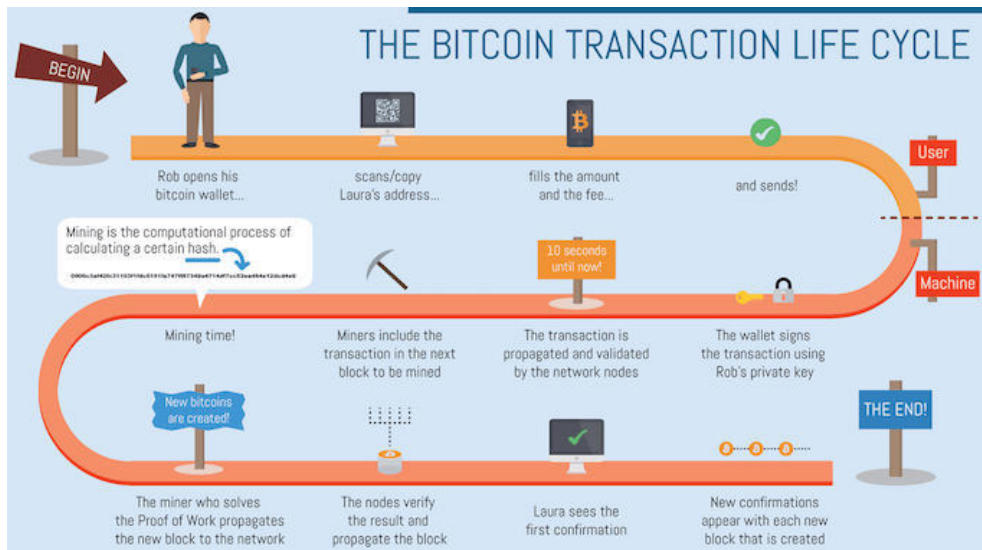 THE BITCOIN TRANSACTION LIFE CYCLE
BEGIN
Rob opens his
bitcoin wallet...
scans/copy
Laura's address...
fills the amount
and the fee...
and sends!
User
Machine
The wallet signs
the transaction using
Rob's private key
10 seconds
until now!
The transaction is
propagated and validated
by the network nodes
Miners include the
transaction in the next
block to be mined
Mining is the computational process of
calculating a certain hash.
Mining time!
New bitcoins
are created!
The miner who solves
the Proof of Work propagates
the new block to the network
The nodes verify
the result and
propagate the block
Laura sees the
first confirmation
New confirmations
appear with each new
block that is created
THE END!